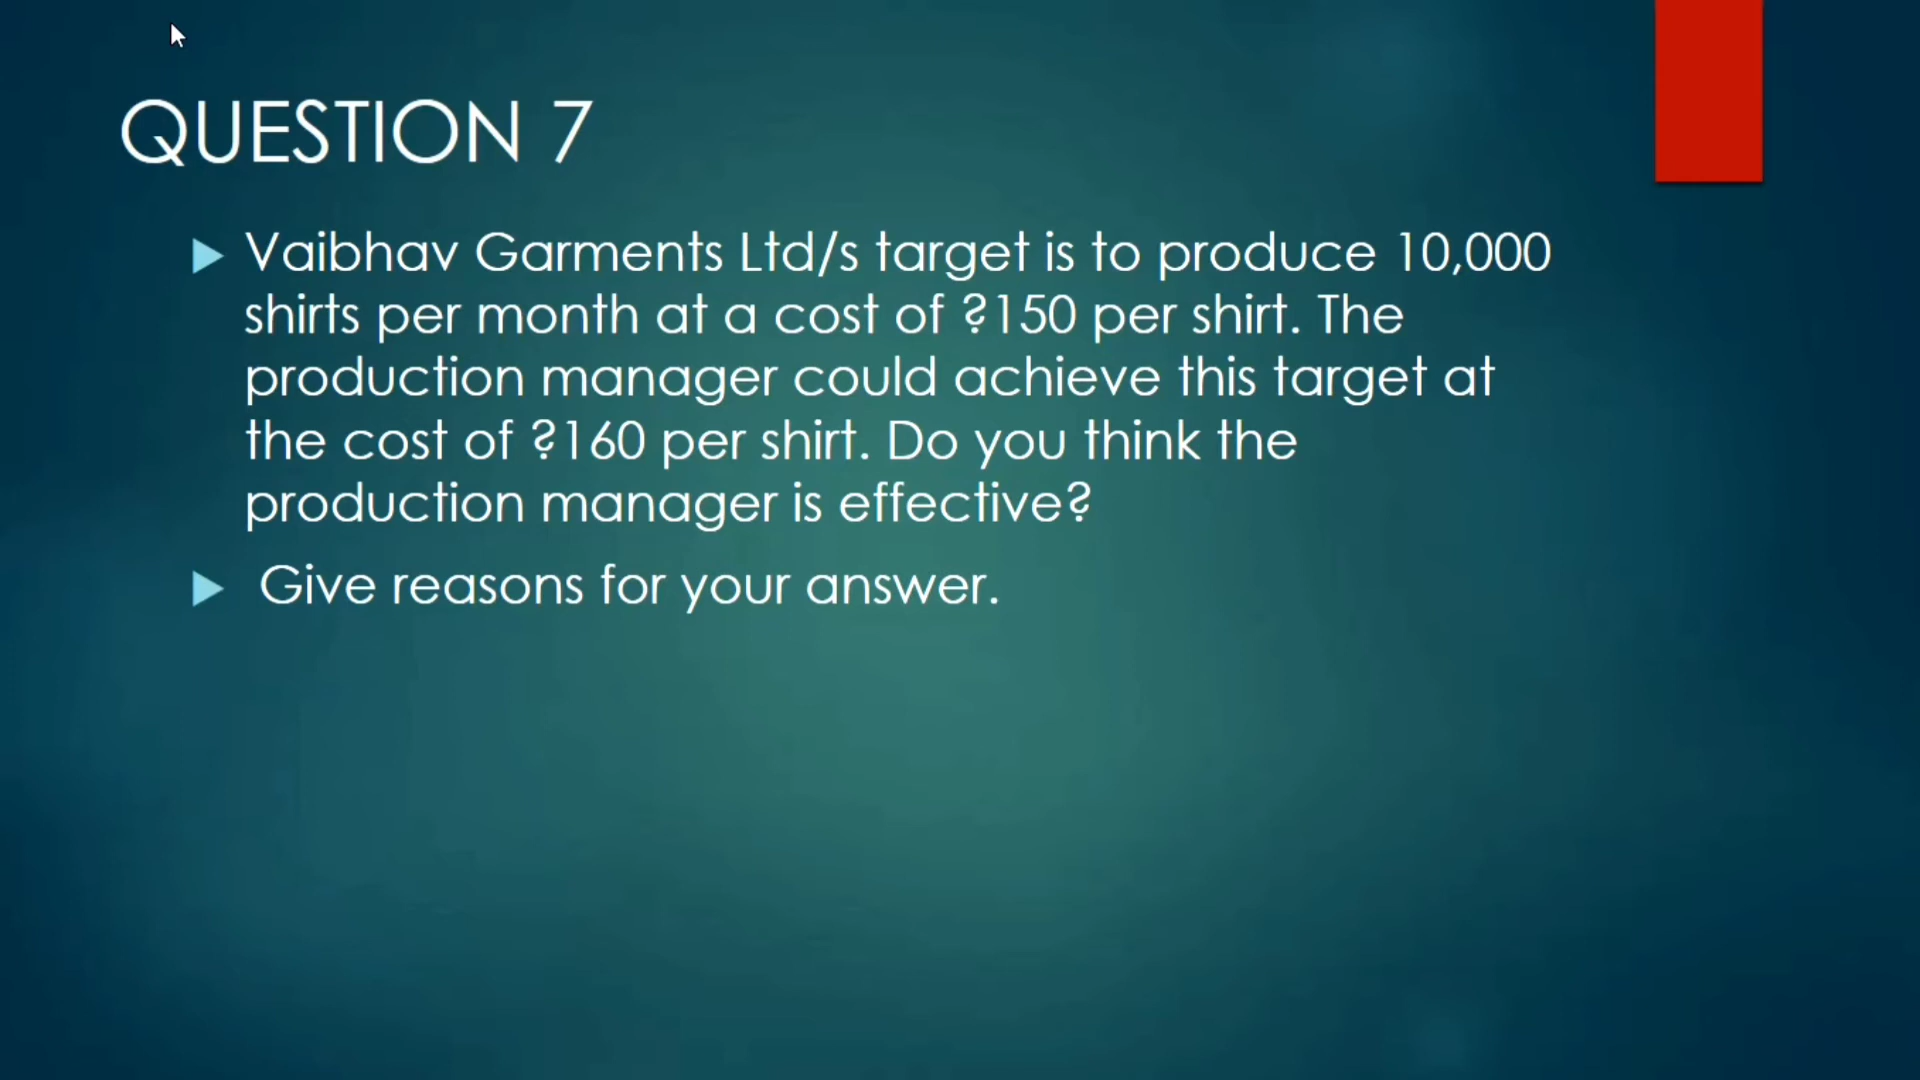 QUESTION 7
Vaibhav Garments Ltd/s target is to produce 10,000
shirts per month at a cost of ?150 per shirt. The
production manager could achieve this target at
the cost of ?160 per shirt. Do you think the
production manager is effective?
Give reasons for your answer.